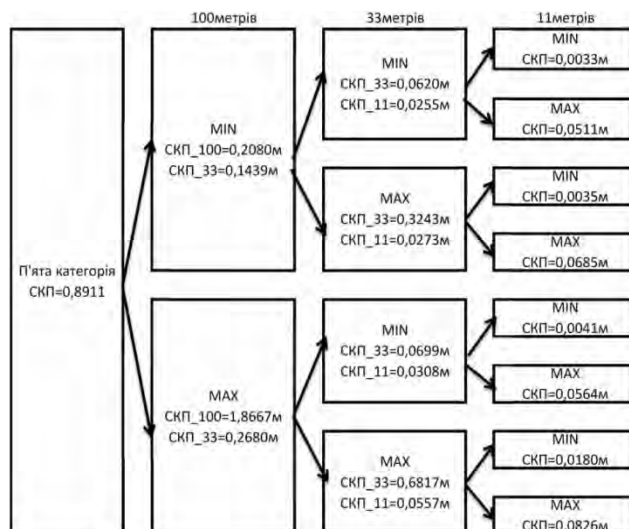 100метрів
33метрів
11метрів
П'ята категорія
СКП=0,8911
MIN
СКП_100=0,2080м
СКП_33=0,1439м
MAX
СКП_100=1,8667м
СКП_33=0,2680м
MIN
СКП_33=0,0620м
СКП_11=0,0255м
MAX
СКП_33=0,3243м
СКП_11=0,0273м
MIN
СКП_33=0,0699м
СКП_11=0,0308м
MAX
СКП_33=0,6817м
СКП_11=0,0557м
MIN
СКП=0,0033м
MAX
СКП=0,0511м
MIN
СКП=0,0035м
MAX
СКП=0,0685м
MIN
СКП=0,0041м
MAX
СКП=0,0564м
MIN
СКП=0,0180м
MAX
СКП=0,0826м